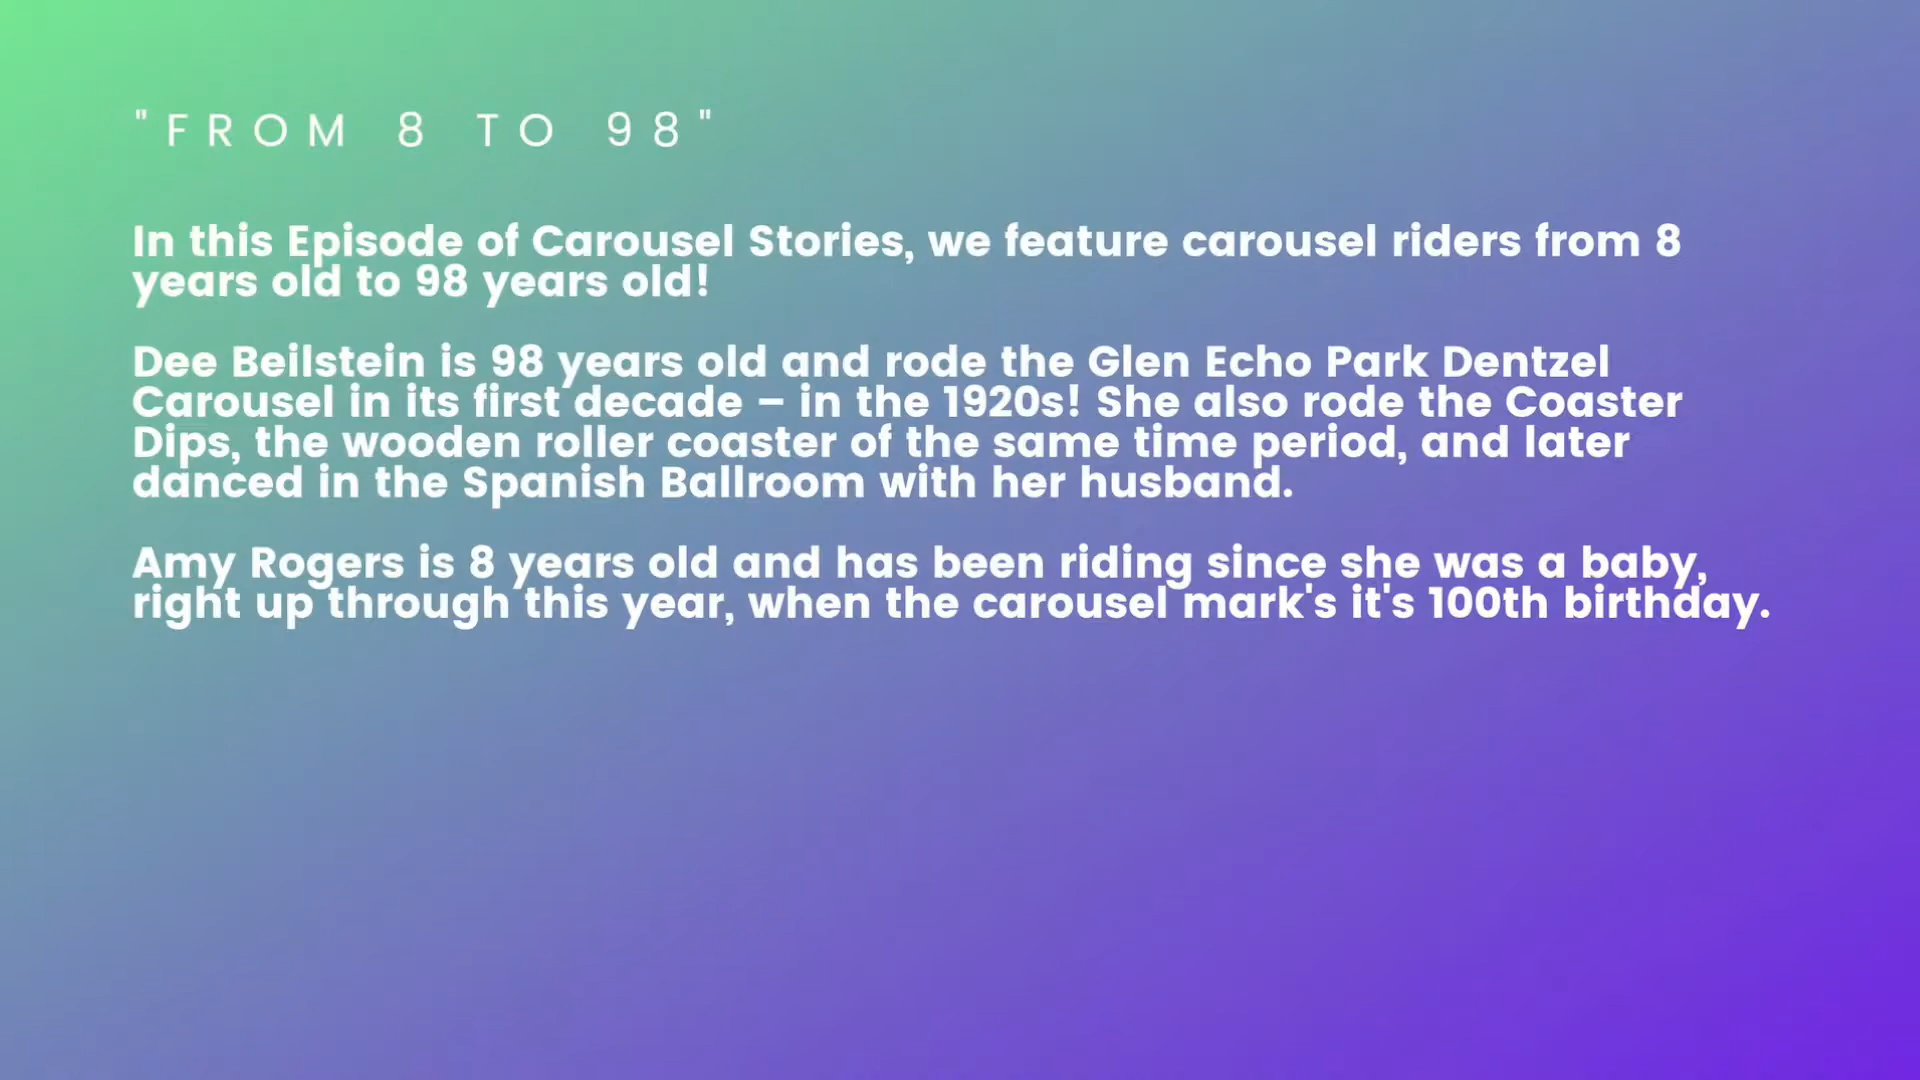 "FROM 8 TO 98"
In this Episode of Carousel Stories, we feature carousel riders from 8
years old to 98 years old!
Dee Beilstein is 98 years old and rode the Glen Echo Park Dentzel
Carousel in its first decade – in the 1920s! She also rode the Coaster
Dips, the wooden roller coaster of the same time period, and later
danced in the Spanish Ballroom with her husband.
Amy Rogers is 8 years old and has been riding since she was a baby,
right up through this year, when the carousel mark's it's 100th birthday.